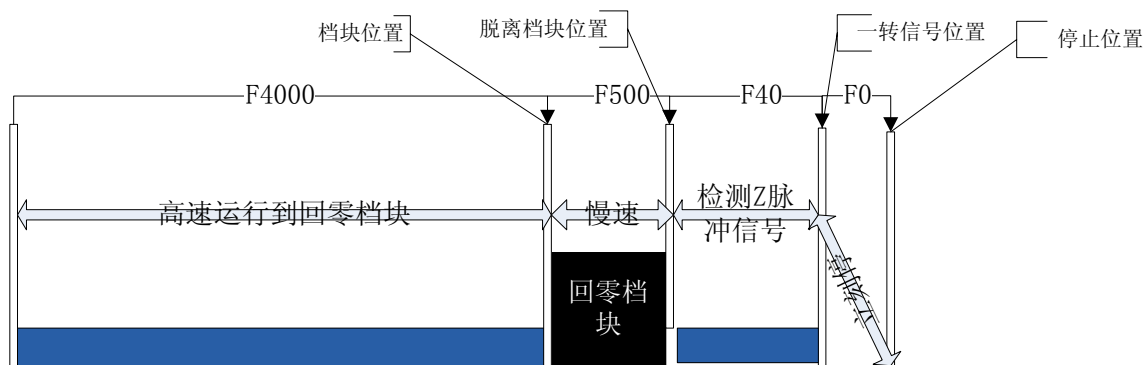 档块位置
脱离档块位置
一转信号位置
停止位置
F4000
F500
F40
F0
高速运行到回零档块
慢速
检测Z脉
冲信号
回零档
块